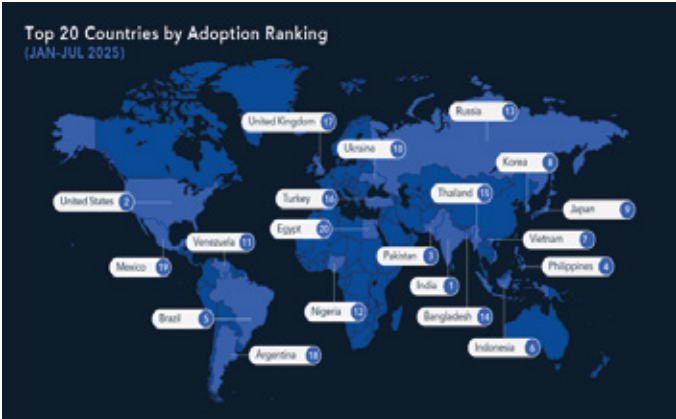 Top 20 Countries by Adoption Ranking
(JAN-JUL 2025)
Russia 13
United Kingdom 17
Ukraine 10
Korea 8
Thailand 15
United States 2
Turkey 16
Japan 9
Egypt 20
Venezuela 11
Vietnam 7
Pakistan 3
Mexico 19
Philippines 4
India 1
Nigeria 12
Bangladesh 14
Brazil 5
Indonesia 6
Argentina 18